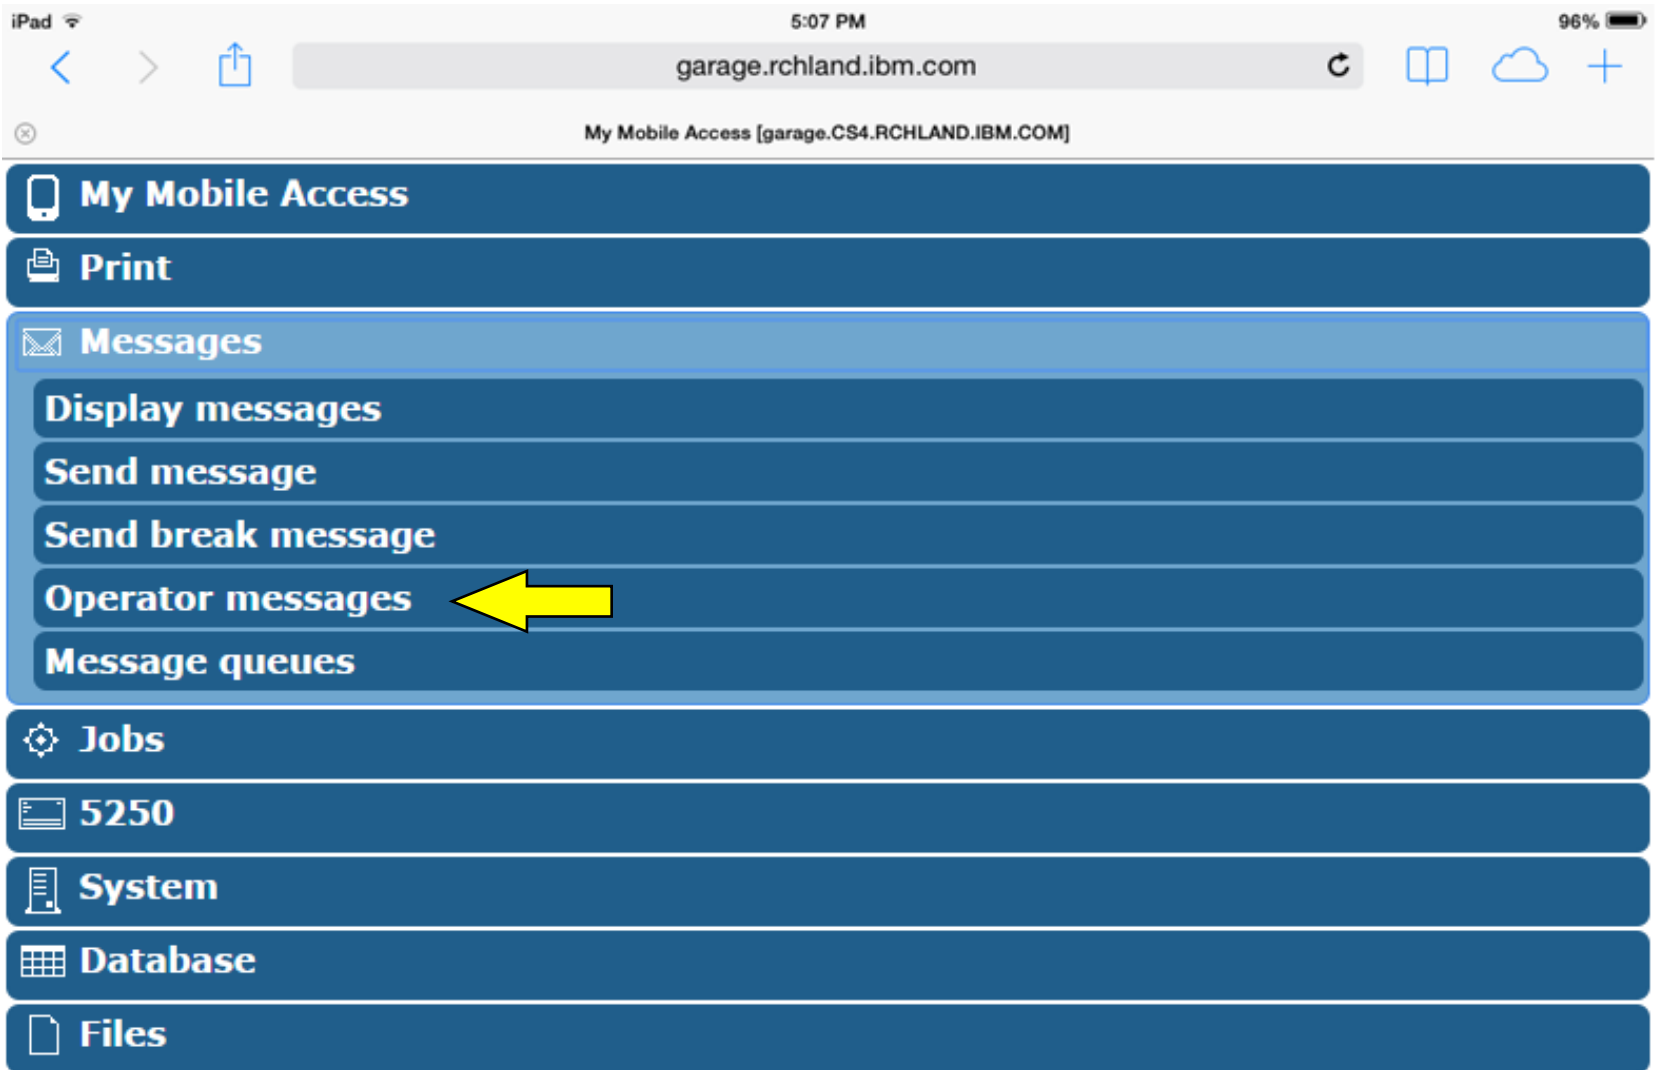 iPad 5:07 PM 96%
garage.rchland.ibm.com
My Mobile Access [garage.CS4.RCHLAND.IBM.COM]
My Mobile Access
Print
Messages
Display messages
Send message
Send break message
Operator messages
Message queues
Jobs
5250
System
Database
Files